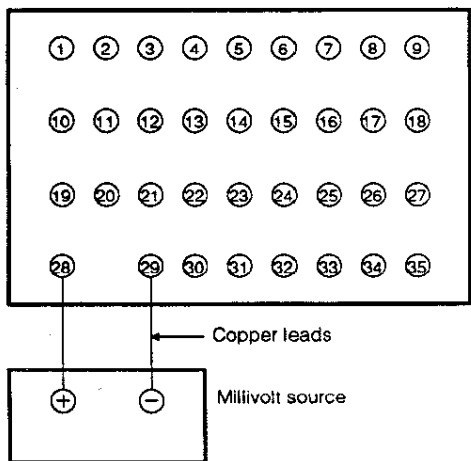 1 2 3 4 5 6 7 8 9
10 11 12 13 14 15 16 17 18
19 20 21 22 23 24 25 26 27
28 29 30 31 32 33 34 35
Copper leads
+ − Millivolt source